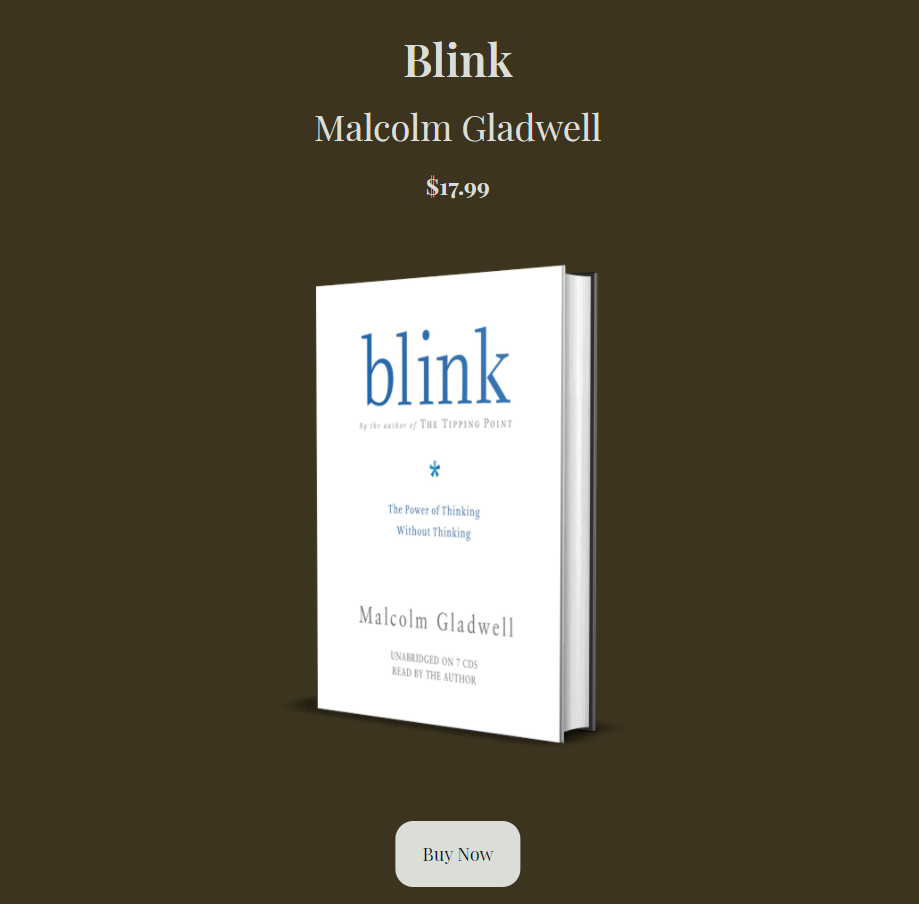 Blink
Malcolm Gladwell
$17.99
blink
By the author of THE TIPPING POINT
*
The Power of Thinking
Without Thinking
Malcolm Gladwell
UNABRIDGED ON 7 CDS
READ BY THE AUTHOR
Buy Now